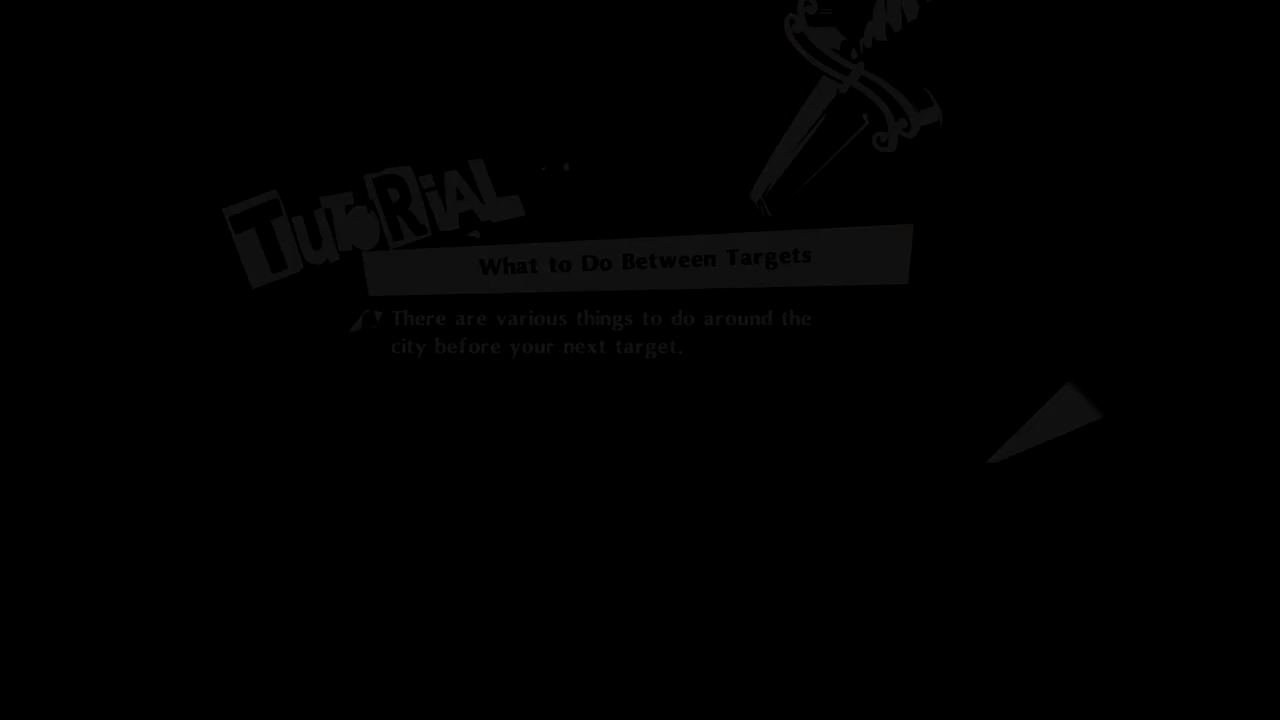 TUToRiAL
What to Do Between Targets
There are various things to do around the
city before your next target.